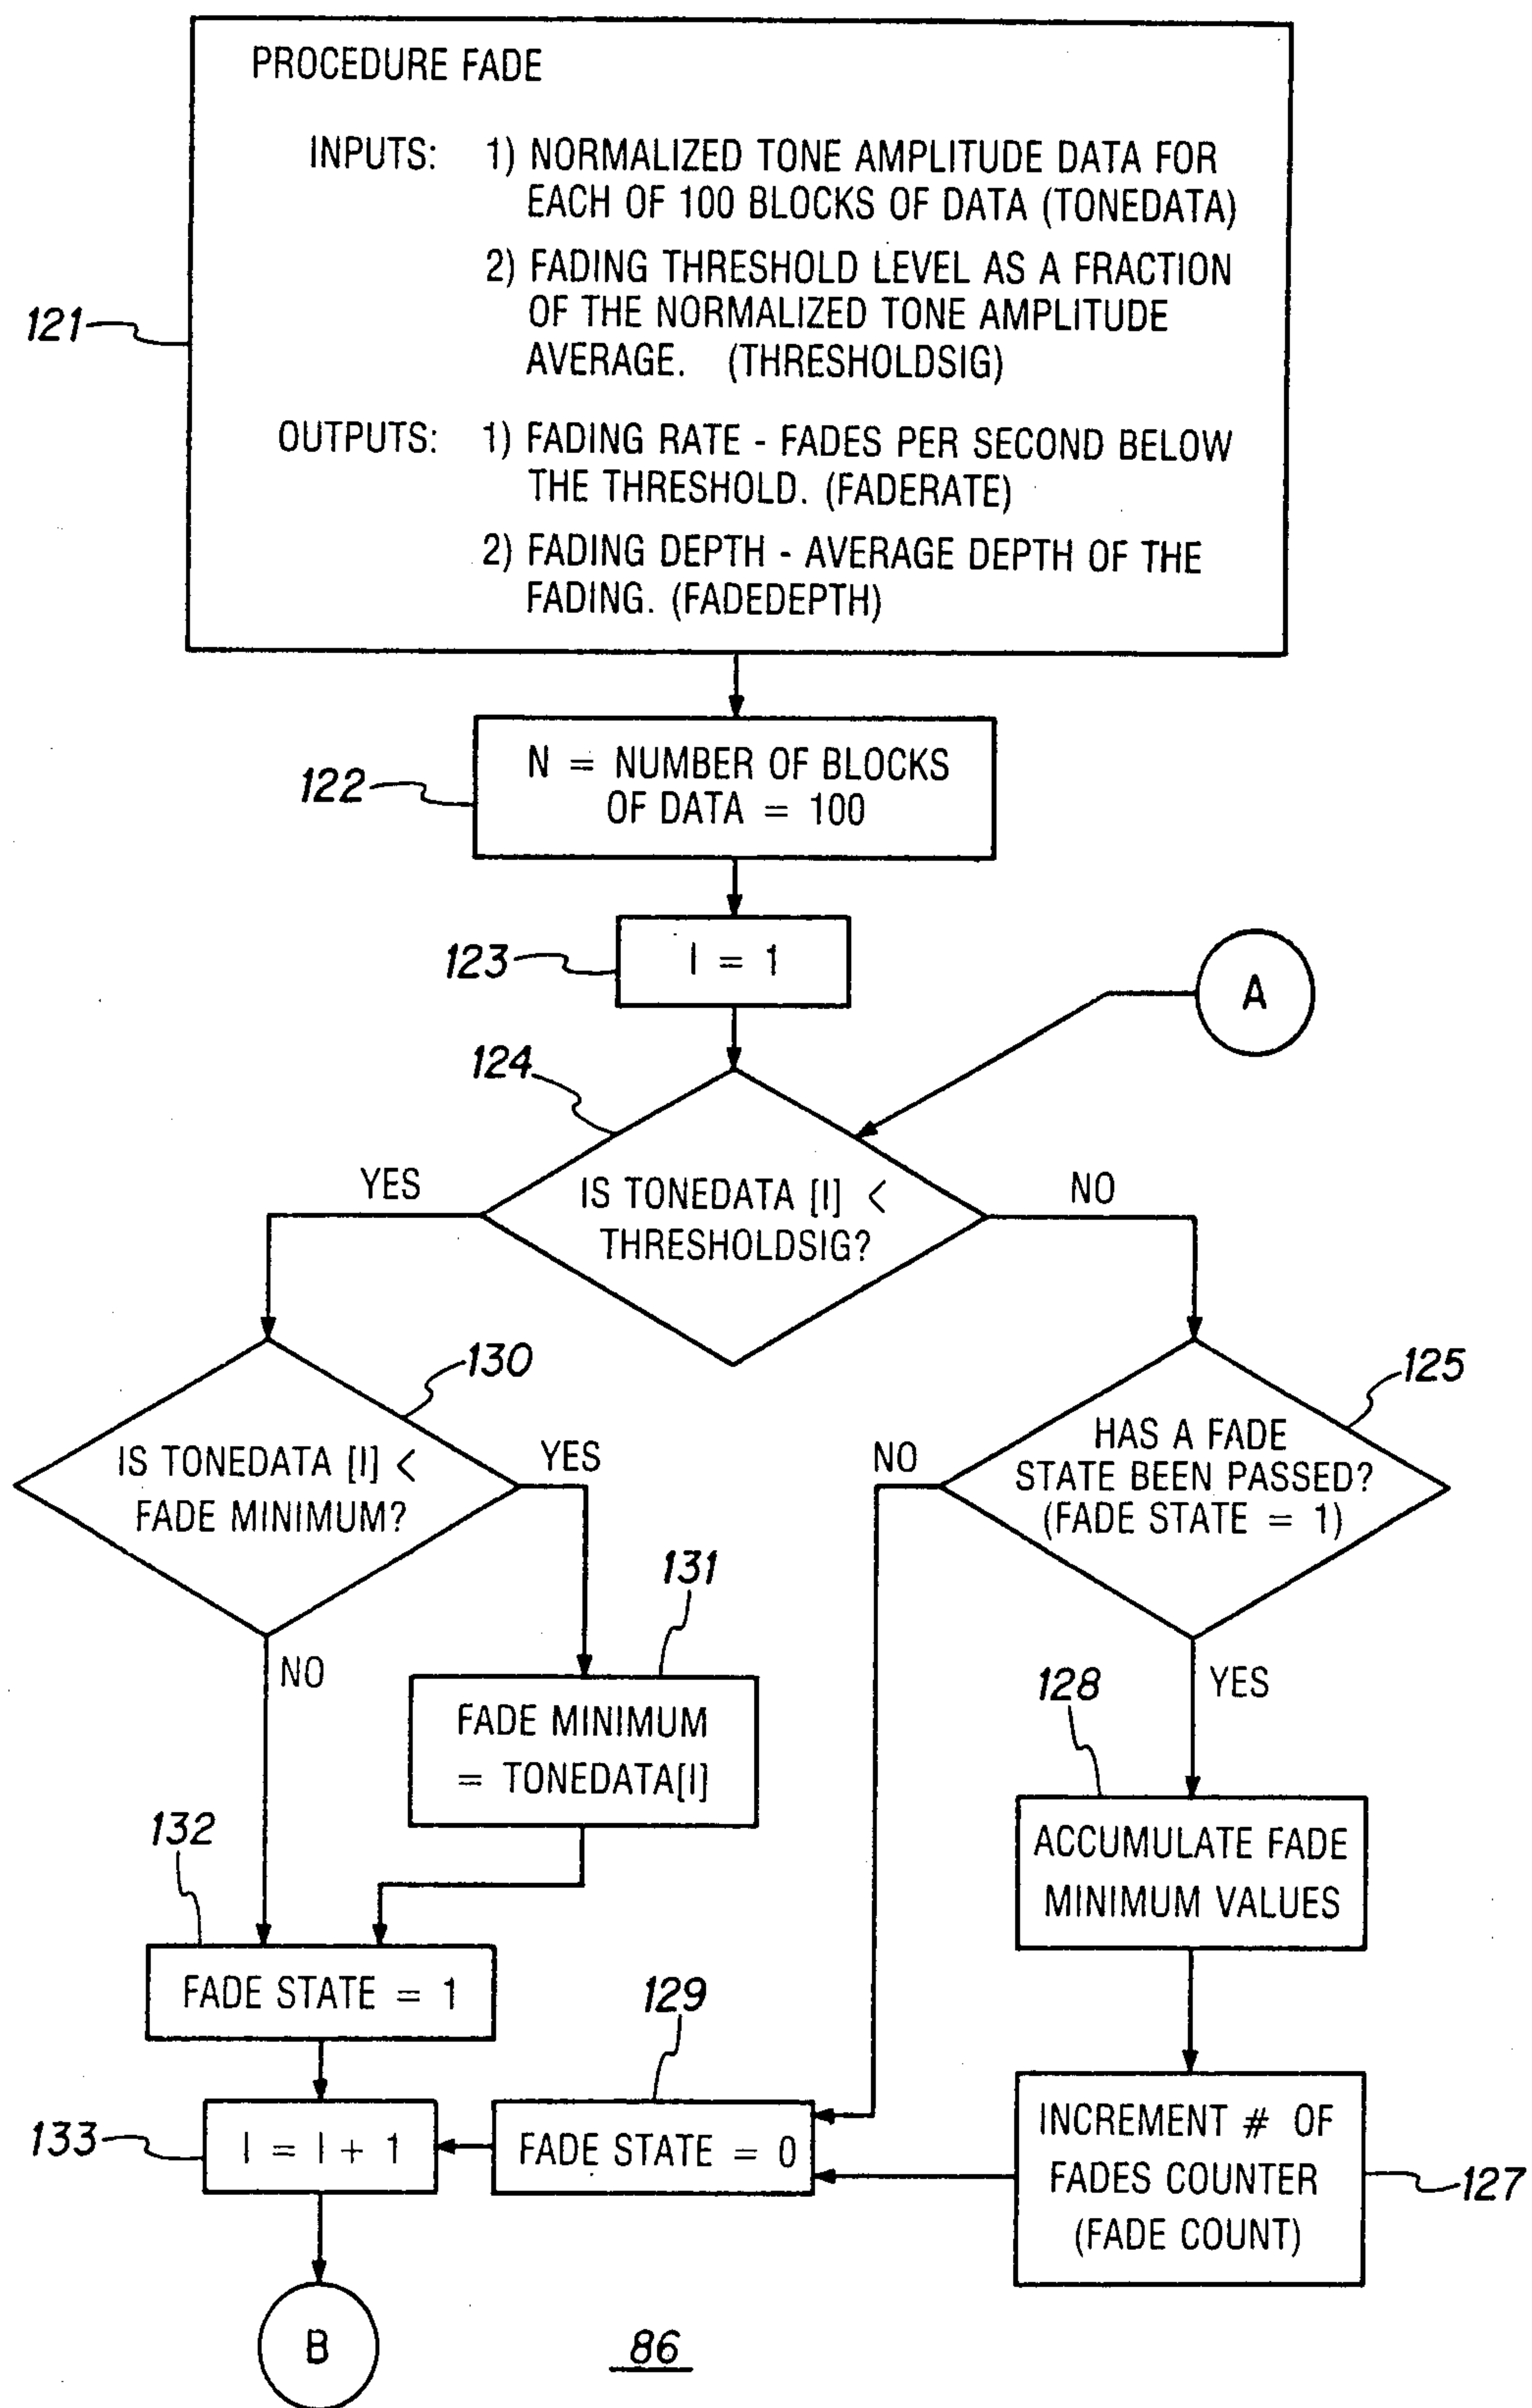 PROCEDURE FADE
INPUTS: 1) NORMALIZED TONE AMPLITUDE DATA FOR
EACH OF 100 BLOCKS OF DATA (TONEDATA)
2) FADING THRESHOLD LEVEL AS A FRACTION
OF THE NORMALIZED TONE AMPLITUDE
AVERAGE. (THRESHOLDSIG)
121
OUTPUTS: 1) FADING RATE - FADES PER SECOND BELOW
THE THRESHOLD. (FADERATE)
2) FADING DEPTH - AVERAGE DEPTH OF THE
FADING. (FADEDEPTH)
122
N = NUMBER OF BLOCKS
OF DATA = 100
123
I = 1
A
124
IS TONEDATA [I] <
THRESHOLDSIG?
YES
NO
130
IS TONEDATA [I] <
FADE MINIMUM?
YES
NO
125
HAS A FADE
STATE BEEN PASSED?
(FADE STATE = 1)
NO
YES
131
FADE MINIMUM
= TONEDATA[I]
128
ACCUMULATE FADE
MINIMUM VALUES
132
FADE STATE = 1
129
FADE STATE = 0
133
I = I + 1
INCREMENT # OF
FADES COUNTER
(FADE COUNT)
127
B
86